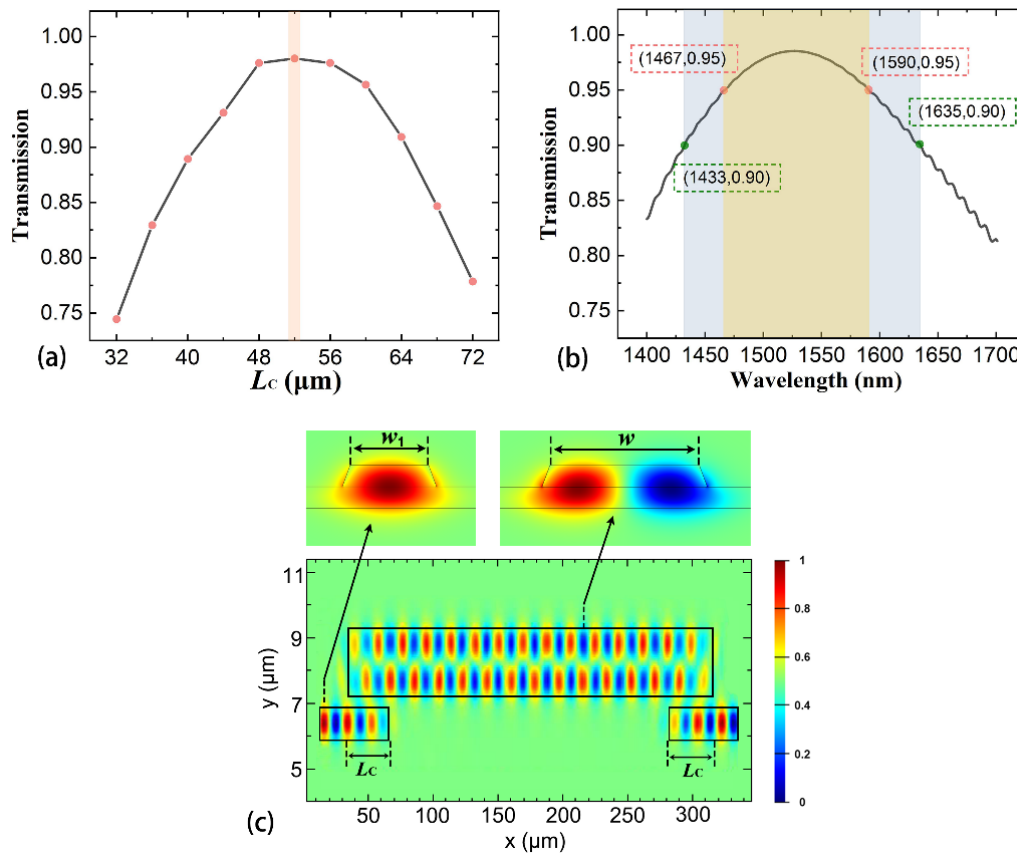 1.00
0.95
0.90
0.85
0.80
0.75
Transmission
32 40 48 56 64 72
(a)
L_C (μm)
1.00
0.95
0.90
0.85
0.80
0.75
Transmission
(1467,0.95)
(1590,0.95)
(1635,0.90)
(1433,0.90)
1400 1450 1500 1550 1600 1650 1700
(b)
Wavelength (nm)
w₁
w
11
9
7
5
y (μm)
L_C
L_C
50 100 150 200 250 300
x (μm)
1
0.8
0.6
0.4
0.2
0
(c)